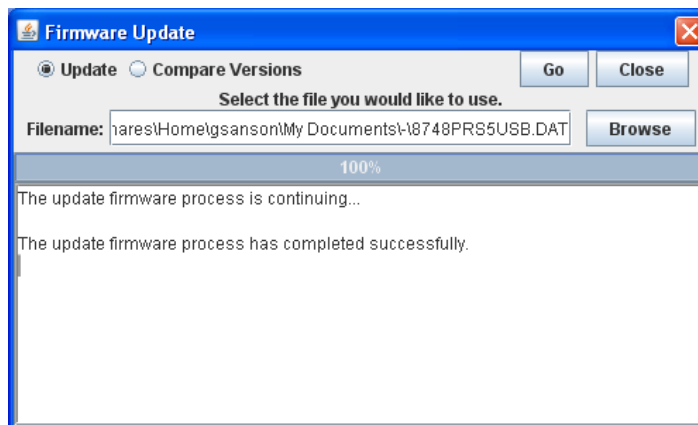 Firmware Update
Update Compare Versions Go Close
Select the file you would like to use.
Filename: hares\Home\gsanson\My Documents\-\8748PRS5USB.DAT Browse
100%
The update firmware process is continuing...
The update firmware process has completed successfully.